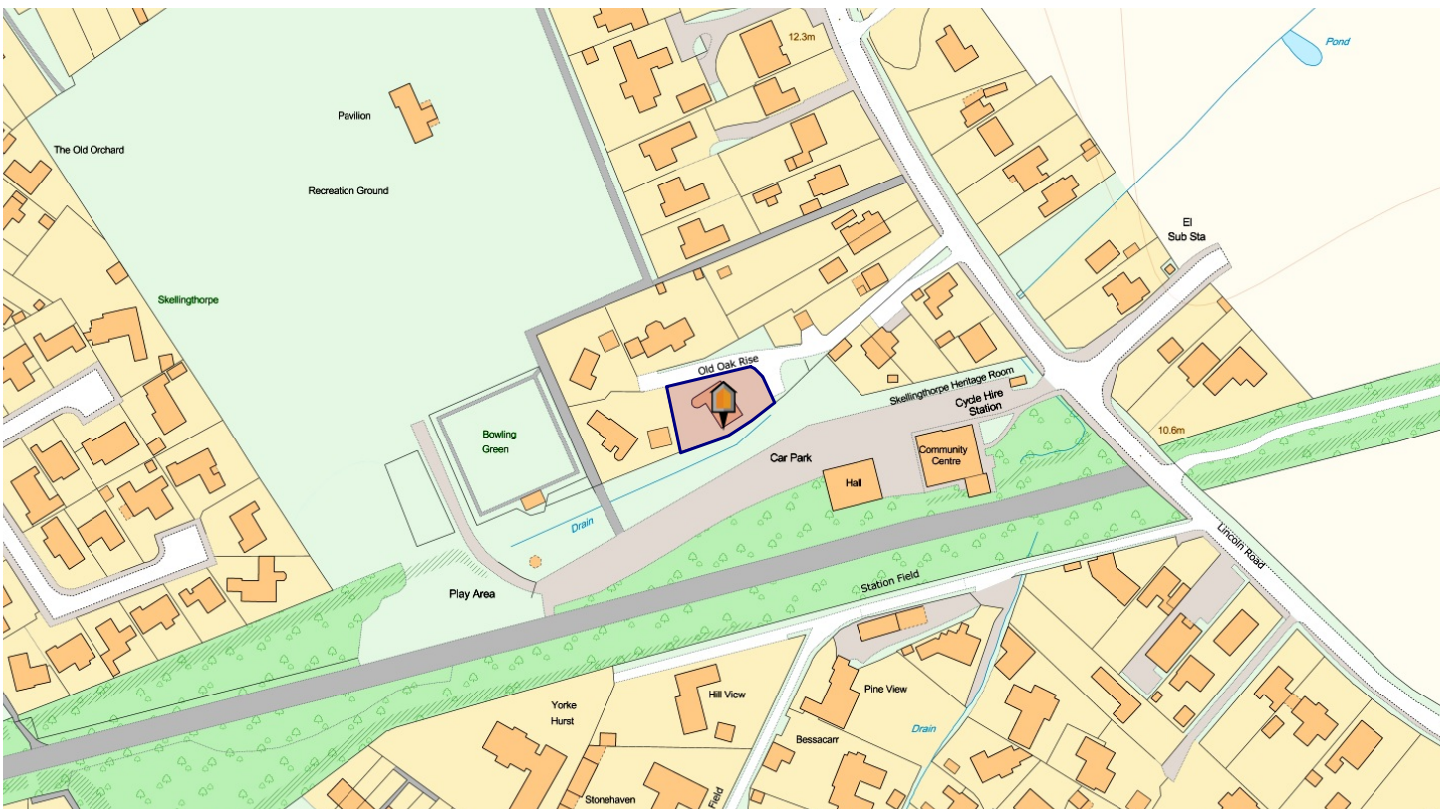 12.3m
Pond
Pavilion
The Old Orchard
Recreation Ground
El
Sub Sta
Skellingthorpe
Old Oak Rise
Skellingthorpe Heritage Room
Cycle Hire
Station
10.6m
Bowling
Green
Car Park
Community
Centre
Hall
Drain
Lincoln Road
Station Field
Play Area
Hill View
Pine View
Yorke
Hurst
Drain
Bessacarr
Stonehaven
Field